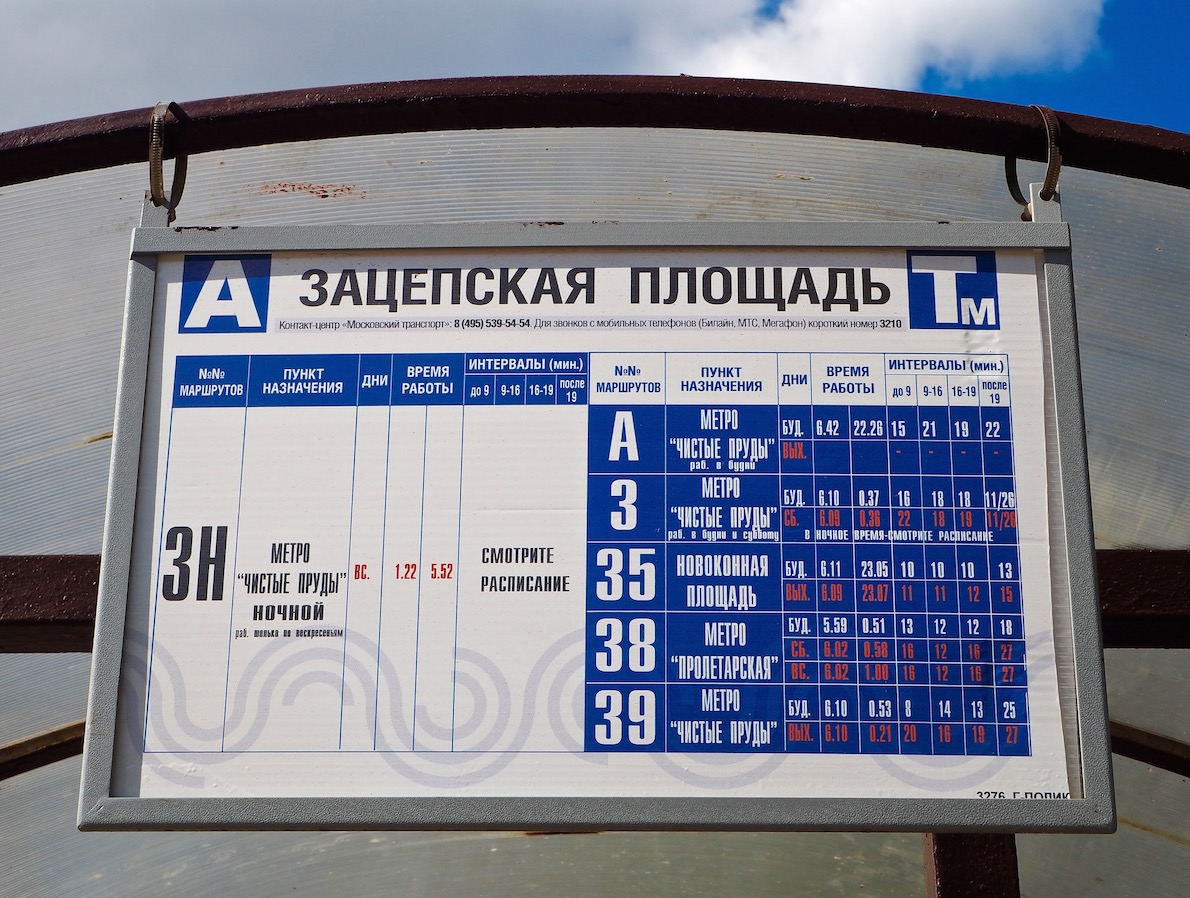 А ЗАЦЕПСКАЯ ПЛОЩАДЬ Тм
Контакт-центр «Московский транспорт»: 8 (495) 539-54-54. Для звонков с мобильных телефонов (Билайн, МТС, Мегафон) короткий номер 3210
№№ МАРШРУТОВ
ПУНКТ НАЗНАЧЕНИЯ
ДНИ
ВРЕМЯ РАБОТЫ
ИНТЕРВАЛЫ (мин.)
до 9 9-16 16-19 после 19
3Н
МЕТРО
“ЧИСТЫЕ ПРУДЫ”
НОЧНОЙ
раб. только по воскресеньям
ВС. 1.22 5.52
СМОТРИТЕ
РАСПИСАНИЕ
№№ МАРШРУТОВ
ПУНКТ НАЗНАЧЕНИЯ
ДНИ
ВРЕМЯ РАБОТЫ
ИНТЕРВАЛЫ (мин.)
до 9 9-16 16-19 после 19
А
МЕТРО
“ЧИСТЫЕ ПРУДЫ”
раб. в будни
БУД. 6.42 22.26 15 21 19 22
ВЫХ. - - - -
3
МЕТРО
“ЧИСТЫЕ ПРУДЫ”
раб. в будни и субботу
БУД. 6.10 0.37 16 18 18 11/26
СБ. 6.09 0.36 22 18 19 11/26
В НОЧНОЕ ВРЕМЯ-СМОТРИТЕ РАСПИСАНИЕ
35
НОВОКОННАЯ
ПЛОЩАДЬ
БУД. 6.11 23.05 10 10 10 13
ВЫХ. 6.09 23.07 11 11 12 15
38
МЕТРО
“ПРОЛЕТАРСКАЯ”
БУД. 5.59 0.51 13 12 12 18
СБ. 6.02 0.58 16 12 16 27
ВС. 6.02 1.00 16 12 16 27
39
МЕТРО
“ЧИСТЫЕ ПРУДЫ”
БУД. 6.10 0.53 8 14 13 25
ВЫХ. 6.10 0.21 20 16 19 27
3276 Г-ПОЛИК